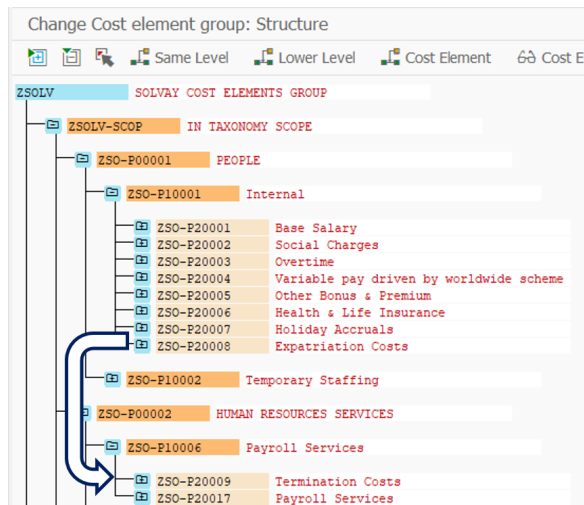 Change Cost element group: Structure
Same Level Lower Level Cost Element Cost E
ZSOLV SOLVAY COST ELEMENTS GROUP
ZSOLV-SCOP IN TAXONOMY SCOPE
ZSO-P00001 PEOPLE
ZSO-P10001 Internal
ZSO-P20001 Base Salary
ZSO-P20002 Social Charges
ZSO-P20003 Overtime
ZSO-P20004 Variable pay driven by worldwide scheme
ZSO-P20005 Other Bonus & Premium
ZSO-P20006 Health & Life Insurance
ZSO-P20007 Holiday Accruals
ZSO-P20008 Expatriation Costs
ZSO-P10002 Temporary Staffing
ZSO-P00002 HUMAN RESOURCES SERVICES
ZSO-P10006 Payroll Services
ZSO-P20009 Termination Costs
ZSO-P20017 Payroll Services